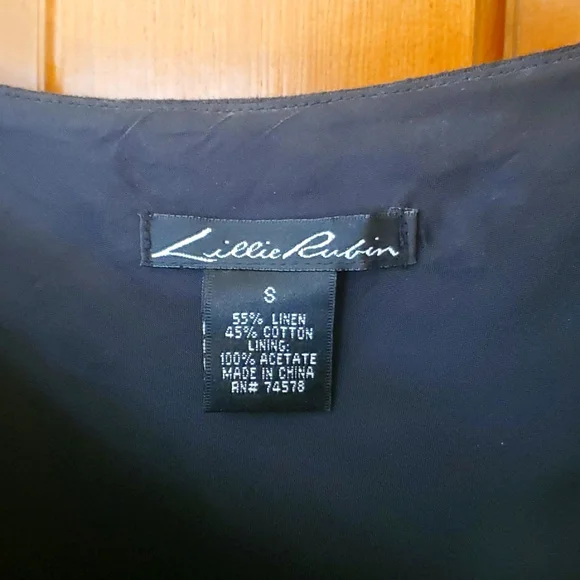 Lillie Rubin
S
55% LINEN
45% COTTON
LINING:
100% ACETATE
MADE IN CHINA
RN# 74578